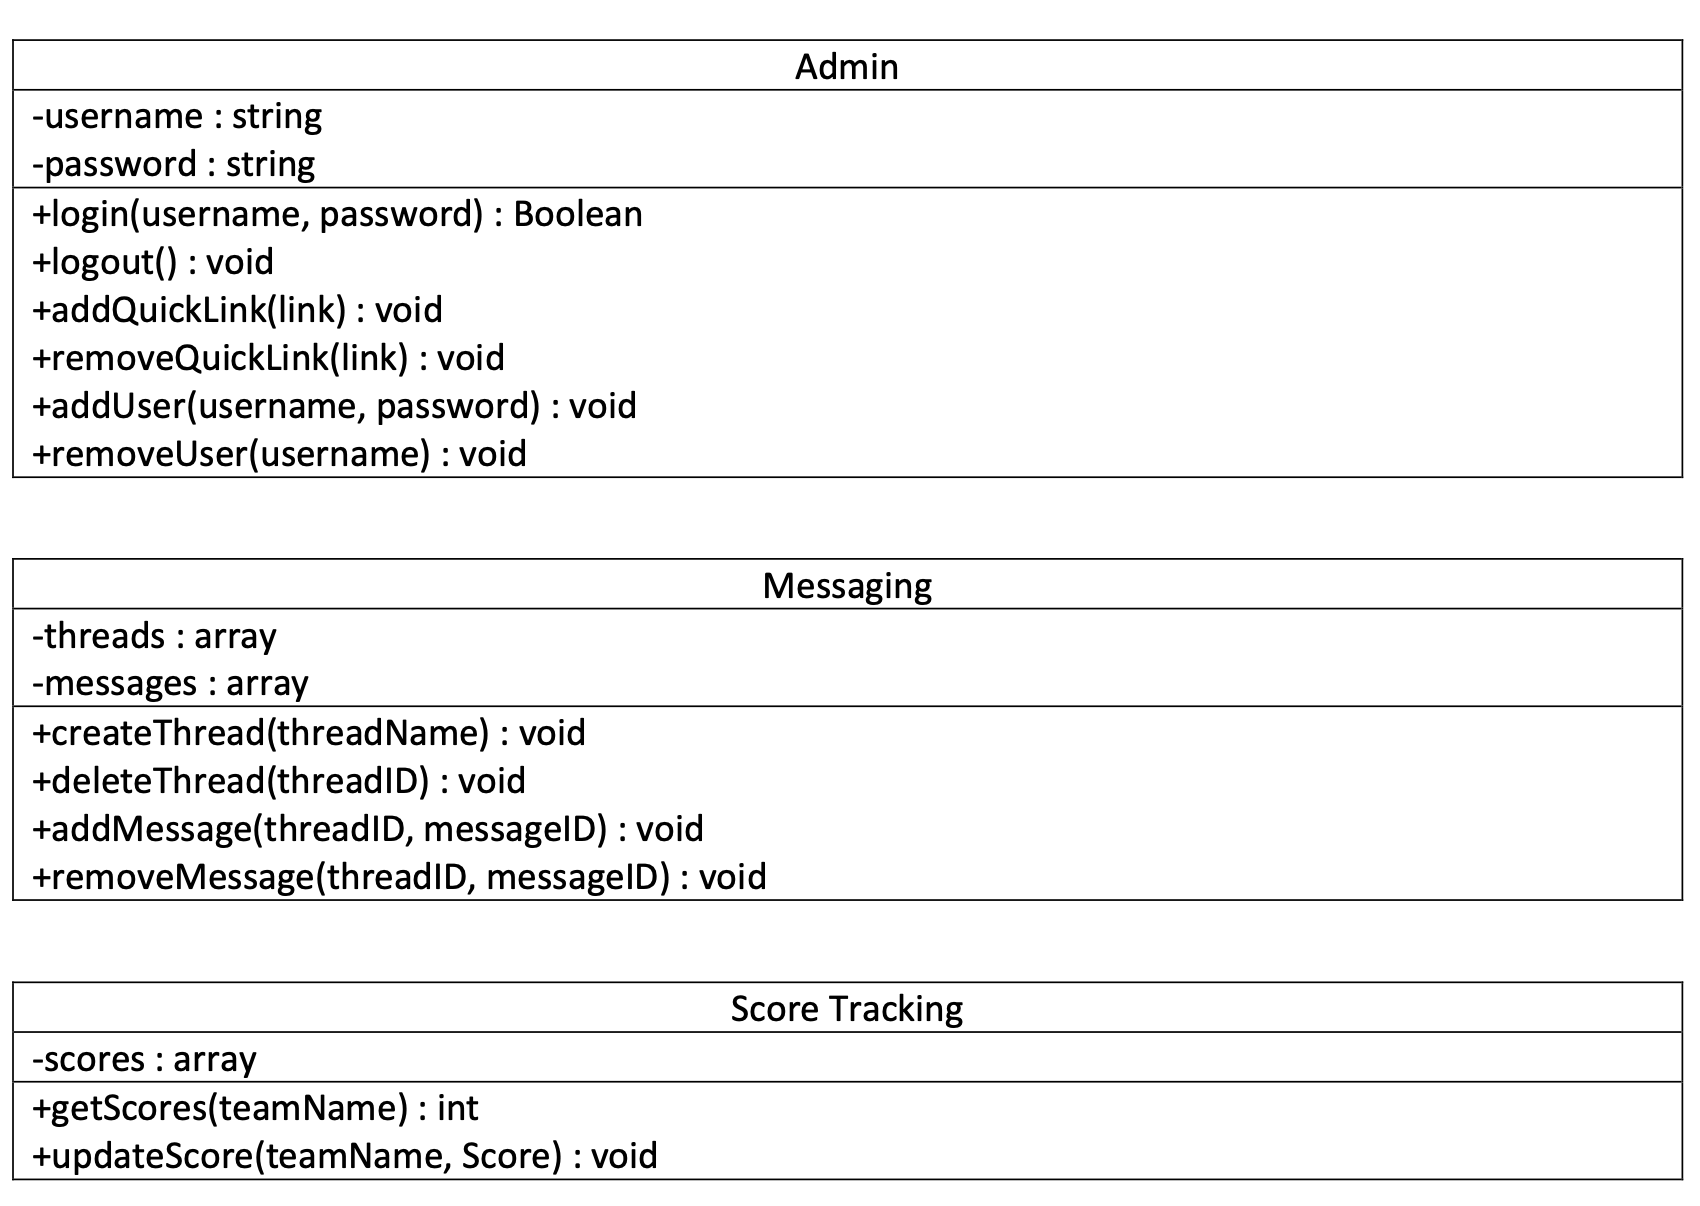 Admin
-username : string
-password : string
+login(username, password) : Boolean
+logout() : void
+addQuickLink(link) : void
+removeQuickLink(link) : void
+addUser(username, password) : void
+removeUser(username) : void
Messaging
-threads : array
-messages : array
+createThread(threadName) : void
+deleteThread(threadID) : void
+addMessage(threadID, messageID) : void
+removeMessage(threadID, messageID) : void
Score Tracking
-scores : array
+getScores(teamName) : int
+updateScore(teamName, Score) : void